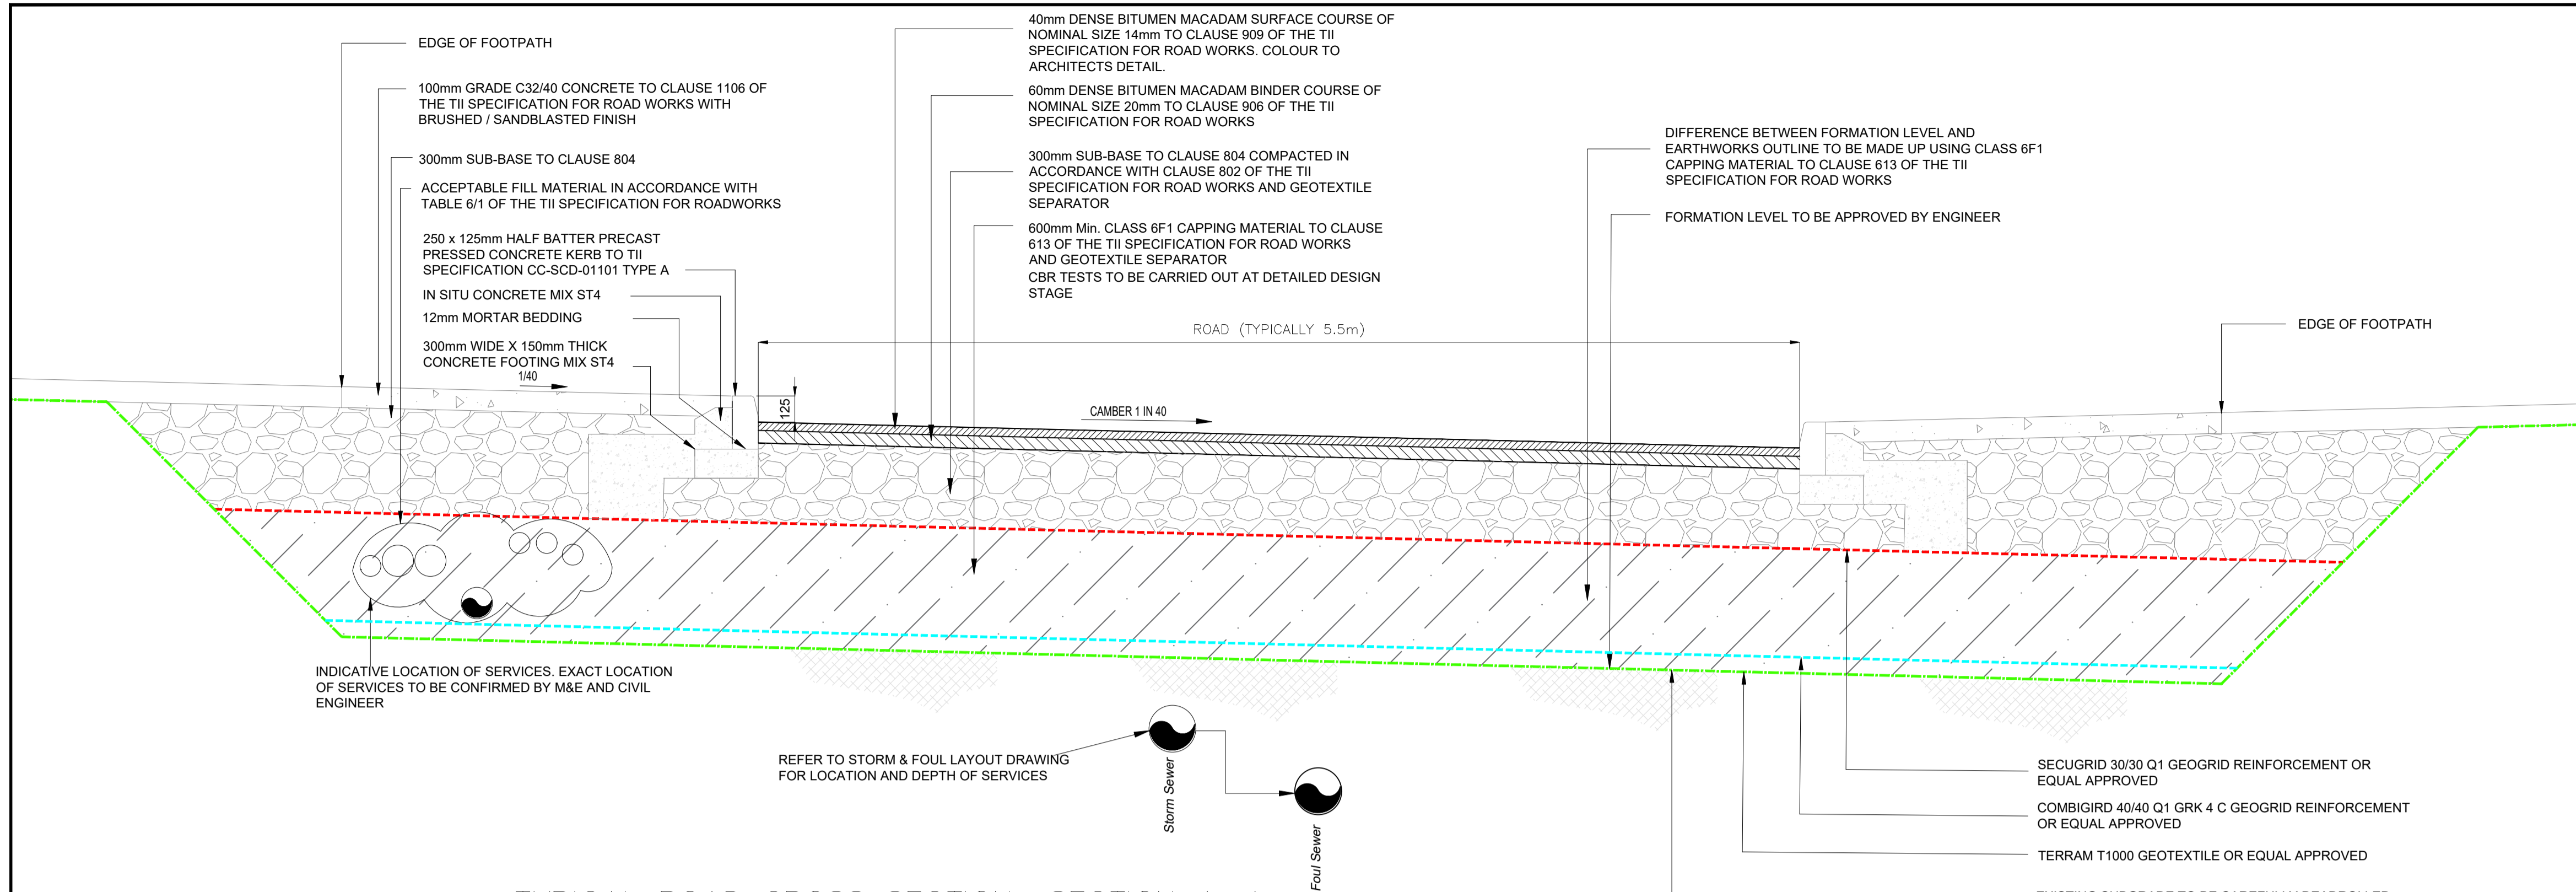 EDGE OF FOOTPATH
100mm GRADE C32/40 CONCRETE TO CLAUSE 1106 OF
THE TII SPECIFICATION FOR ROAD WORKS WITH
BRUSHED / SANDBLASTED FINISH
300mm SUB-BASE TO CLAUSE 804
ACCEPTABLE FILL MATERIAL IN ACCORDANCE WITH
TABLE 6/1 OF THE TII SPECIFICATION FOR ROADWORKS
250 x 125mm HALF BATTER PRECAST
PRESSED CONCRETE KERB TO TII
SPECIFICATION CC-SCD-01101 TYPE A
IN SITU CONCRETE MIX ST4
12mm MORTAR BEDDING
300mm WIDE X 150mm THICK
CONCRETE FOOTING MIX ST4
1/40
40mm DENSE BITUMEN MACADAM SURFACE COURSE OF
NOMINAL SIZE 14mm TO CLAUSE 909 OF THE TII
SPECIFICATION FOR ROAD WORKS. COLOUR TO
ARCHITECTS DETAIL.
60mm DENSE BITUMEN MACADAM BINDER COURSE OF
NOMINAL SIZE 20mm TO CLAUSE 906 OF THE TII
SPECIFICATION FOR ROAD WORKS
300mm SUB-BASE TO CLAUSE 804 COMPACTED IN
ACCORDANCE WITH CLAUSE 802 OF THE TII
SPECIFICATION FOR ROAD WORKS AND GEOTEXTILE
SEPARATOR
600mm Min. CLASS 6F1 CAPPING MATERIAL TO CLAUSE
613 OF THE TII SPECIFICATION FOR ROAD WORKS
AND GEOTEXTILE SEPARATOR
CBR TESTS TO BE CARRIED OUT AT DETAILED DESIGN
STAGE
DIFFERENCE BETWEEN FORMATION LEVEL AND
EARTHWORKS OUTLINE TO BE MADE UP USING CLASS 6F1
CAPPING MATERIAL TO CLAUSE 613 OF THE TII
SPECIFICATION FOR ROAD WORKS
FORMATION LEVEL TO BE APPROVED BY ENGINEER
ROAD (TYPICALLY 5.5m)
EDGE OF FOOTPATH
125
CAMBER 1 IN 40
INDICATIVE LOCATION OF SERVICES. EXACT LOCATION
OF SERVICES TO BE CONFIRMED BY M&E AND CIVIL
ENGINEER
REFER TO STORM & FOUL LAYOUT DRAWING
FOR LOCATION AND DEPTH OF SERVICES
Storm Sewer
Foul Sewer
SECUGRID 30/30 Q1 GEOGRID REINFORCEMENT OR
EQUAL APPROVED
COMBIGIRD 40/40 Q1 GRK 4 C GEOGRID REINFORCEMENT
OR EQUAL APPROVED
TERRAM T1000 GEOTEXTILE OR EQUAL APPROVED